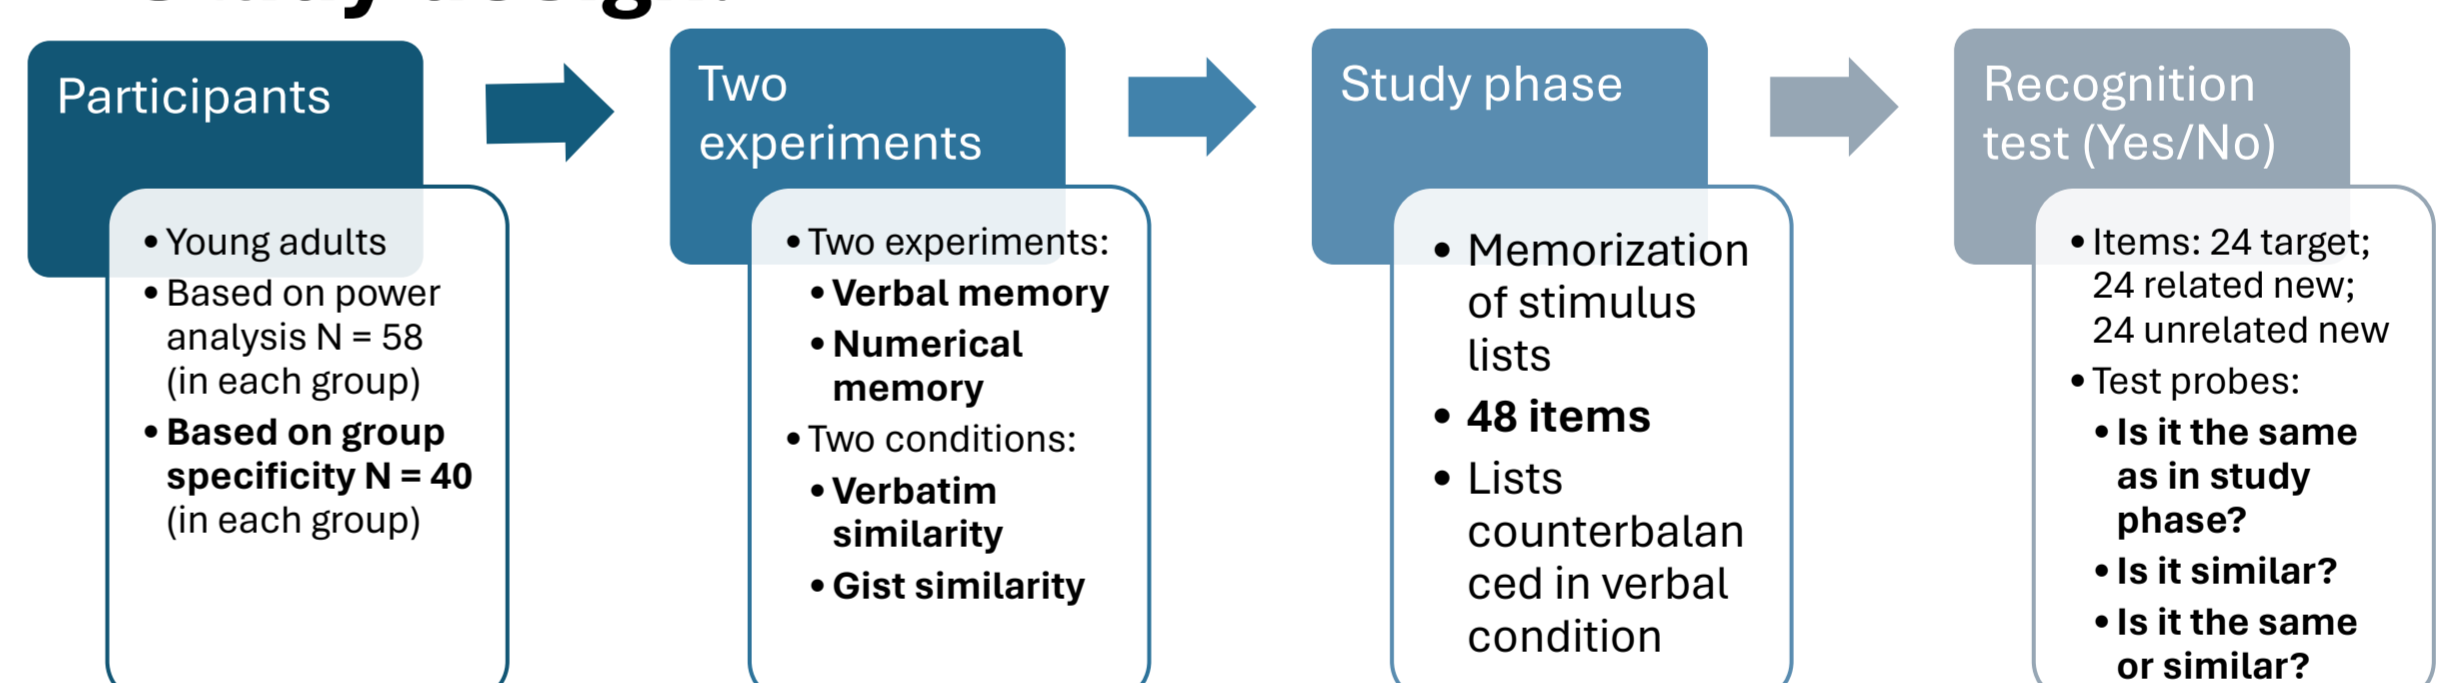 Study design:
Participants
• Young adults
• Based on power
analysis N = 58
(in each group)
• Based on group
specificity N = 40
(in each group)
Two
experiments
• Two experiments:
• Verbal memory
• Numerical
memory
• Two conditions:
• Verbatim
similarity
• Gist similarity
Study phase
• Memorization
of stimulus
lists
• 48 items
• Lists
counterbalan
ced in verbal
condition
Recognition
test (Yes/No)
• Items: 24 target;
24 related new;
24 unrelated new
• Test probes:
• Is it the same
as in study
phase?
• Is it similar?
• Is it the same
or similar?